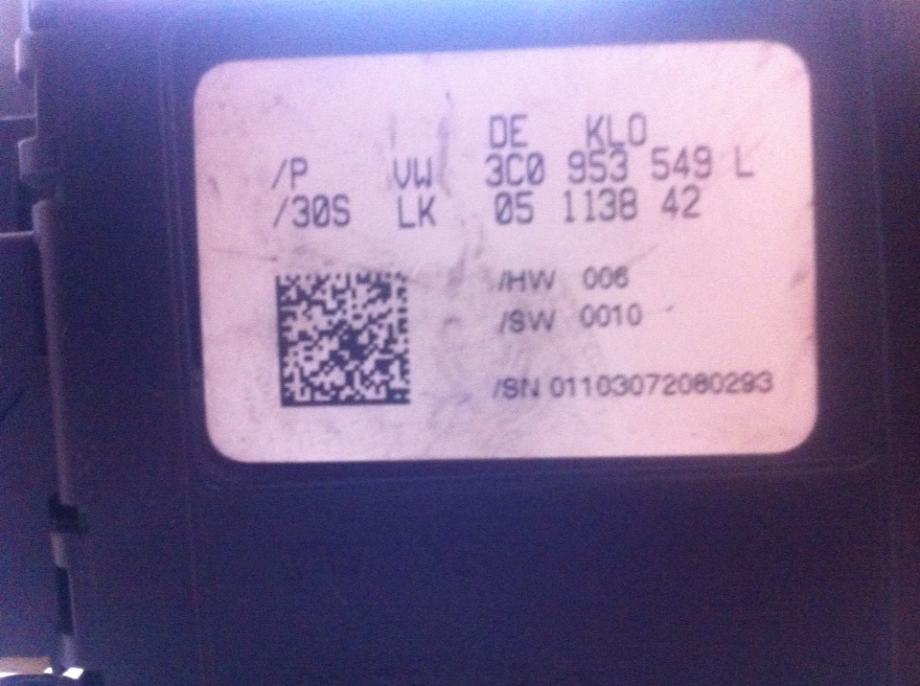 DE KLO
/P VW 3C0 953 549 L
/30S LK 05 1138 42
/HW 006
/SW 0010
/SN 01103072080293